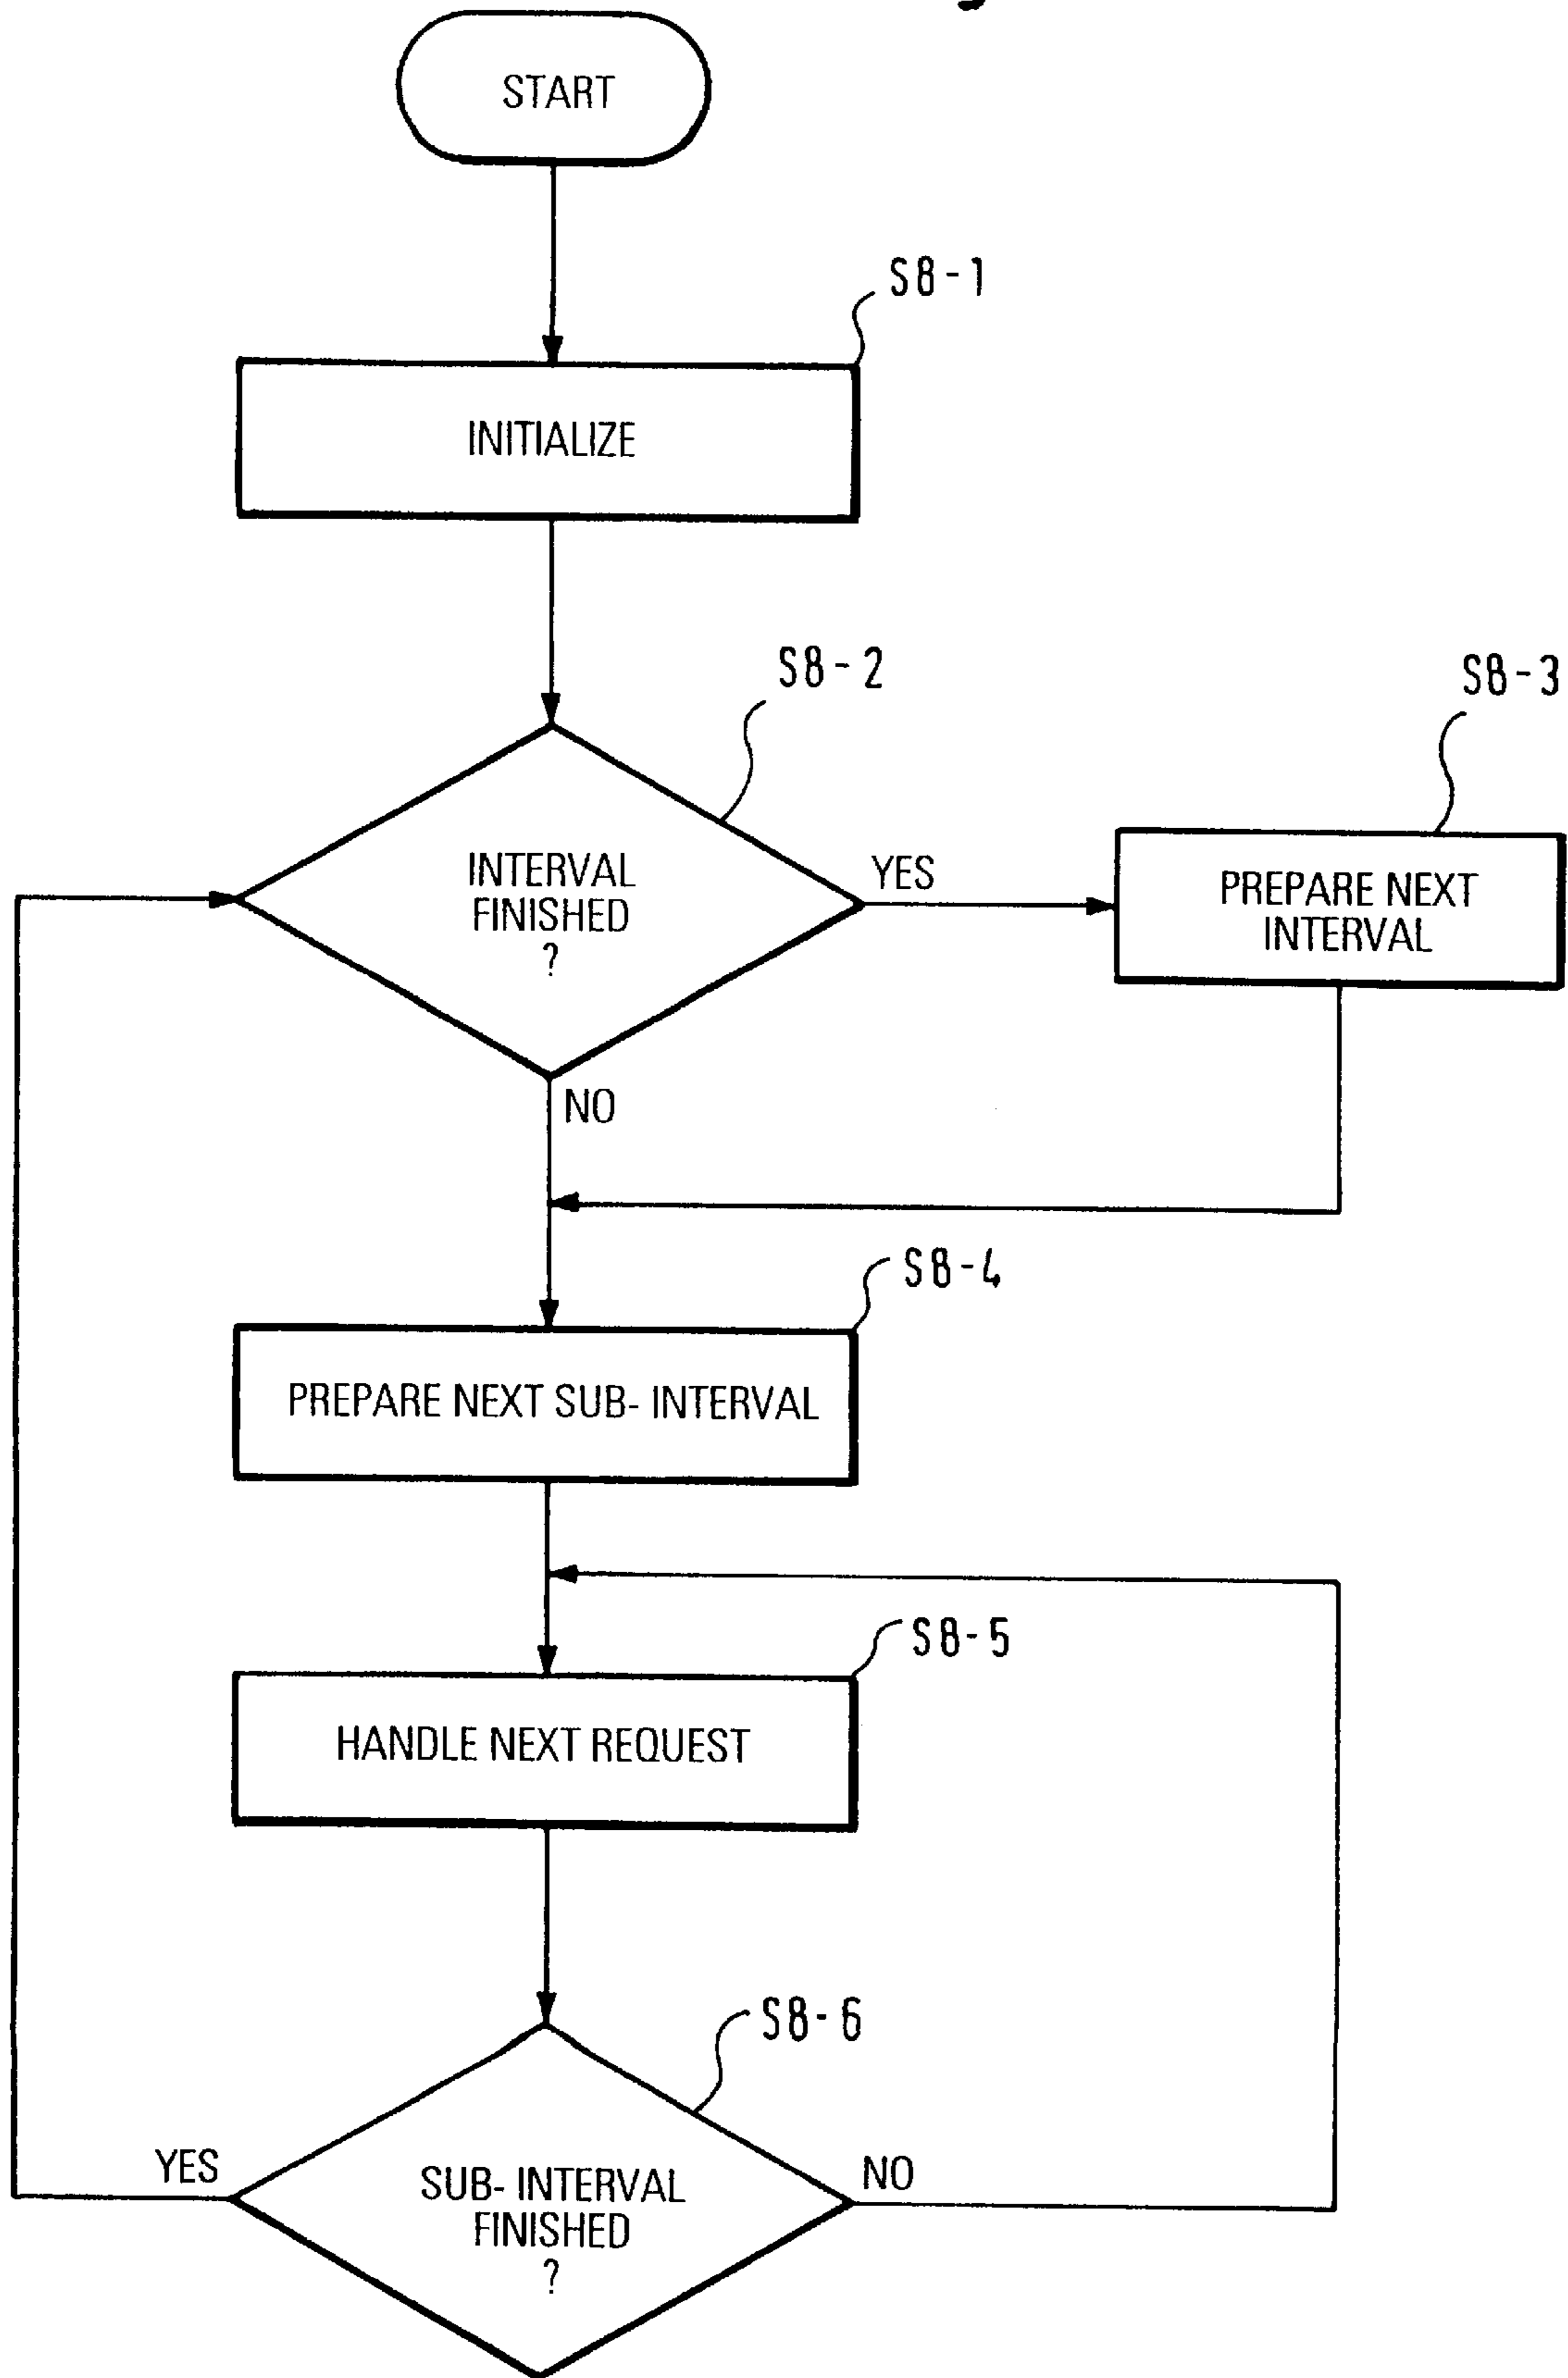 START
S8-1
INITIALIZE
S8-2
S8-3
INTERVAL
FINISHED
?
YES
PREPARE NEXT
INTERVAL
NO
S8-4
PREPARE NEXT SUB- INTERVAL
S8-5
HANDLE NEXT REQUEST
S8-6
YES
SUB- INTERVAL
FINISHED
?
NO